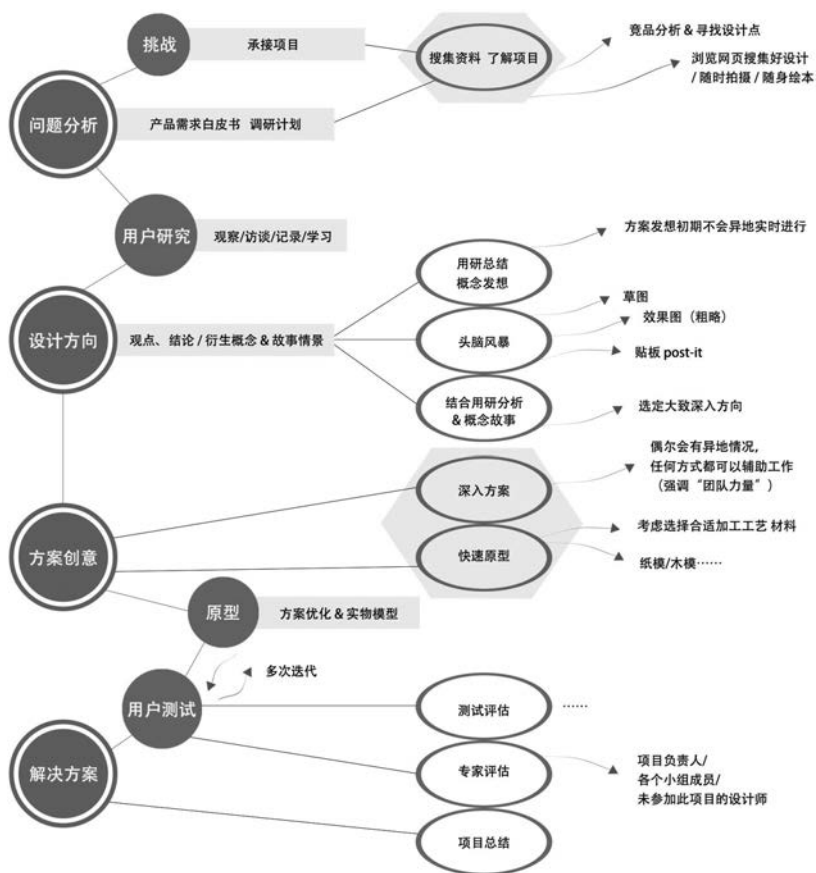 挑战
承接项目
搜集资料 了解项目
竞品分析 & 寻找设计点
浏览网页搜集好设计
/ 随时拍摄 / 随身绘本
问题分析
产品需求白皮书 调研计划
用户研究
观察/访谈/记录/学习
方案发想初期不会异地实时进行
用研总结
概念发想
草图
效果图（粗略）
设计方向
观点、结论 / 衍生概念 & 故事情景
头脑风暴
贴板 post-it
结合用研分析
& 概念故事
选定大致深入方向
偶尔会有异地情况，
任何方式都可以辅助工作
（强调“团队力量”）
深入方案
考虑选择合适加工工艺 材料
方案创意
快速原型
纸模/木模……
原型
方案优化 & 实物模型
多次迭代
用户测试
测试评估
……
解决方案
专家评估
项目负责人/
各个小组成员/
未参加此项目的设计师
项目总结